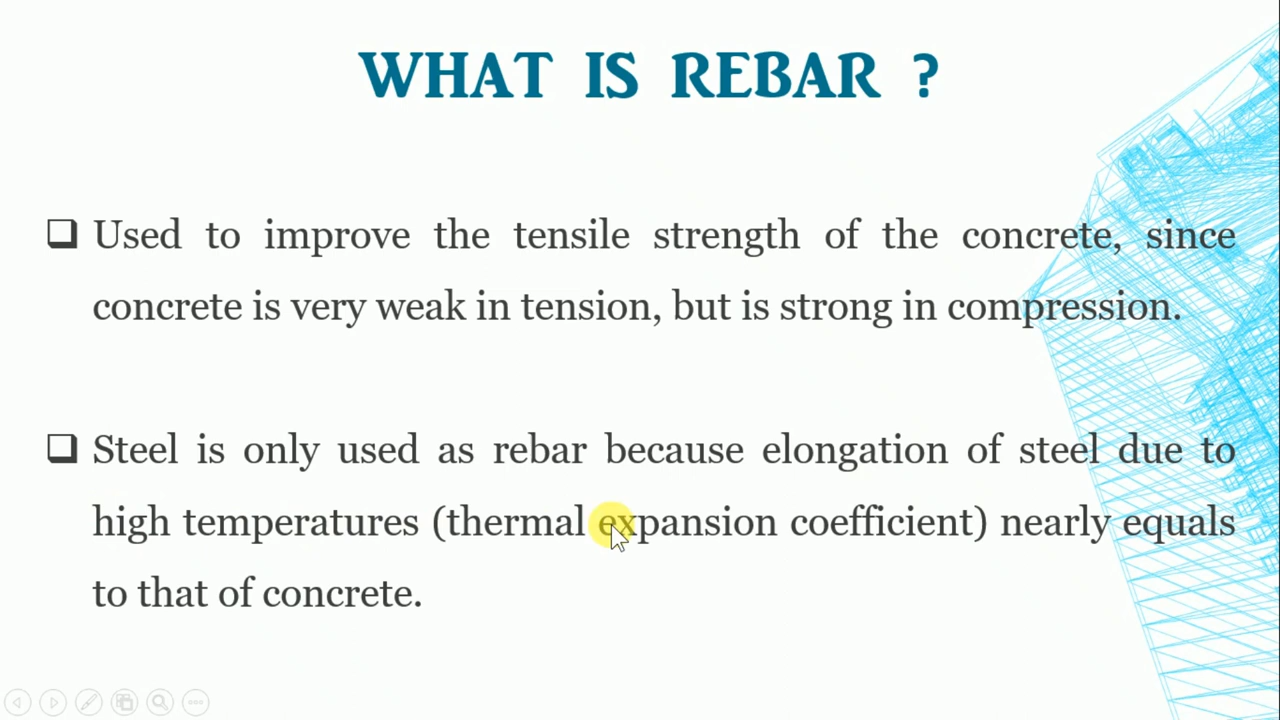 WHAT IS REBAR ?
❑ Used to improve the tensile strength of the concrete, since
concrete is very weak in tension, but is strong in compression.
❑ Steel is only used as rebar because elongation of steel due to
high temperatures (thermal expansion coefficient) nearly equals
to that of concrete.